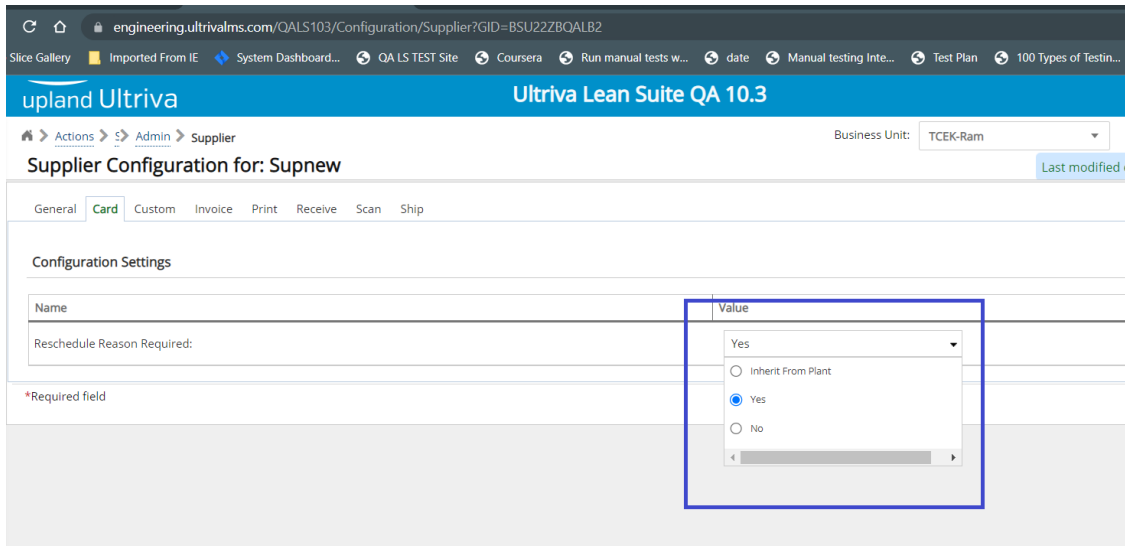 engineering.ultrivalms.com/QALS103/Configuration/Supplier?GID=BSU22ZBQALB2
Slice Gallery Imported From IE System Dashboard... QA LS TEST Site Coursera Run manual tests w... date Manual testing Inte... Test Plan 100 Types of Testin...
upland Ultriva Ultriva Lean Suite QA 10.3
Actions S Admin Supplier Business Unit: TCEK-Ram
Supplier Configuration for: Supnew Last modified
General Card Custom Invoice Print Receive Scan Ship
Configuration Settings
Name Value
Reschedule Reason Required: Yes
Inherit From Plant
*Required field
Yes
No